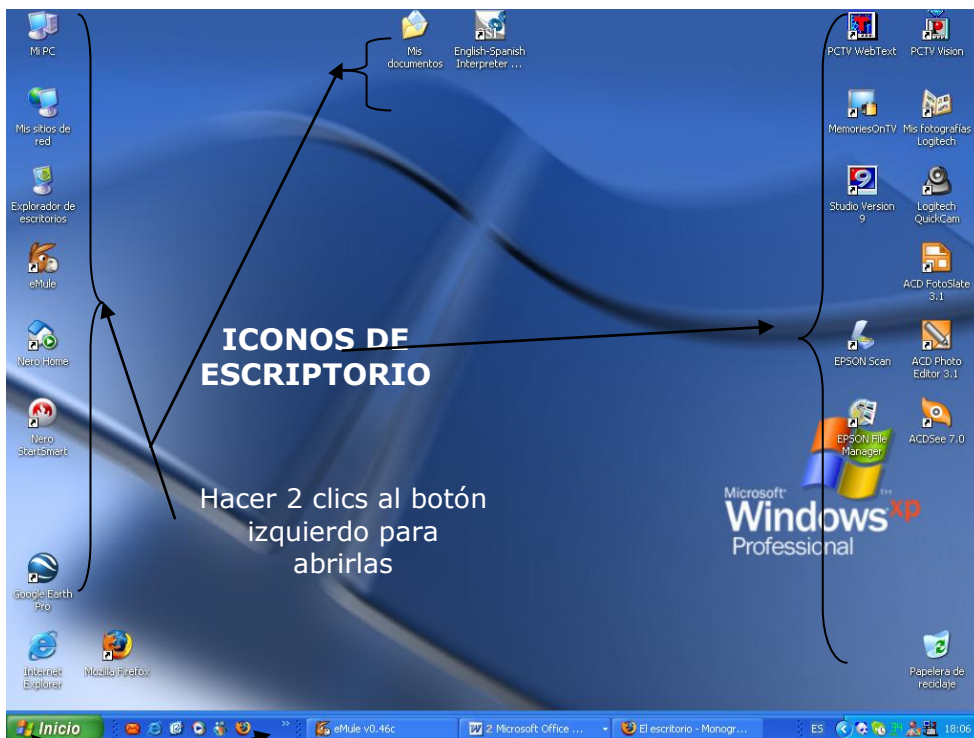 Mi PC
Mis sitios de
red
Explorador de
escritorios
eMule
Nero Home
Nero
StartSmart
Google Earth
Pro
Internet
Explorer
Mozilla Firefox
Mis
documentos
English-Spanish
Interpreter ...
ICONOS DE
ESCRIPTORIO
Hacer 2 clics al botón
izquierdo para
abrirlas
PCTV WebText
PCTV Vision
MemoriesOnTV
Mis fotografías
Logitech
Studio Version
9
Logitech
QuickCam
ACD FotoSlate
3.1
EPSON Scan
ACD Photo
Editor 3.1
EPSON File
Manager
ACDSee 7.0
Microsoft
Windows xp
Professional
Papelera de
reciclaje
Inicio
eMule v0.46c
2 Microsoft Office ...
El escritorio - Monogr...
ES
34
18:06